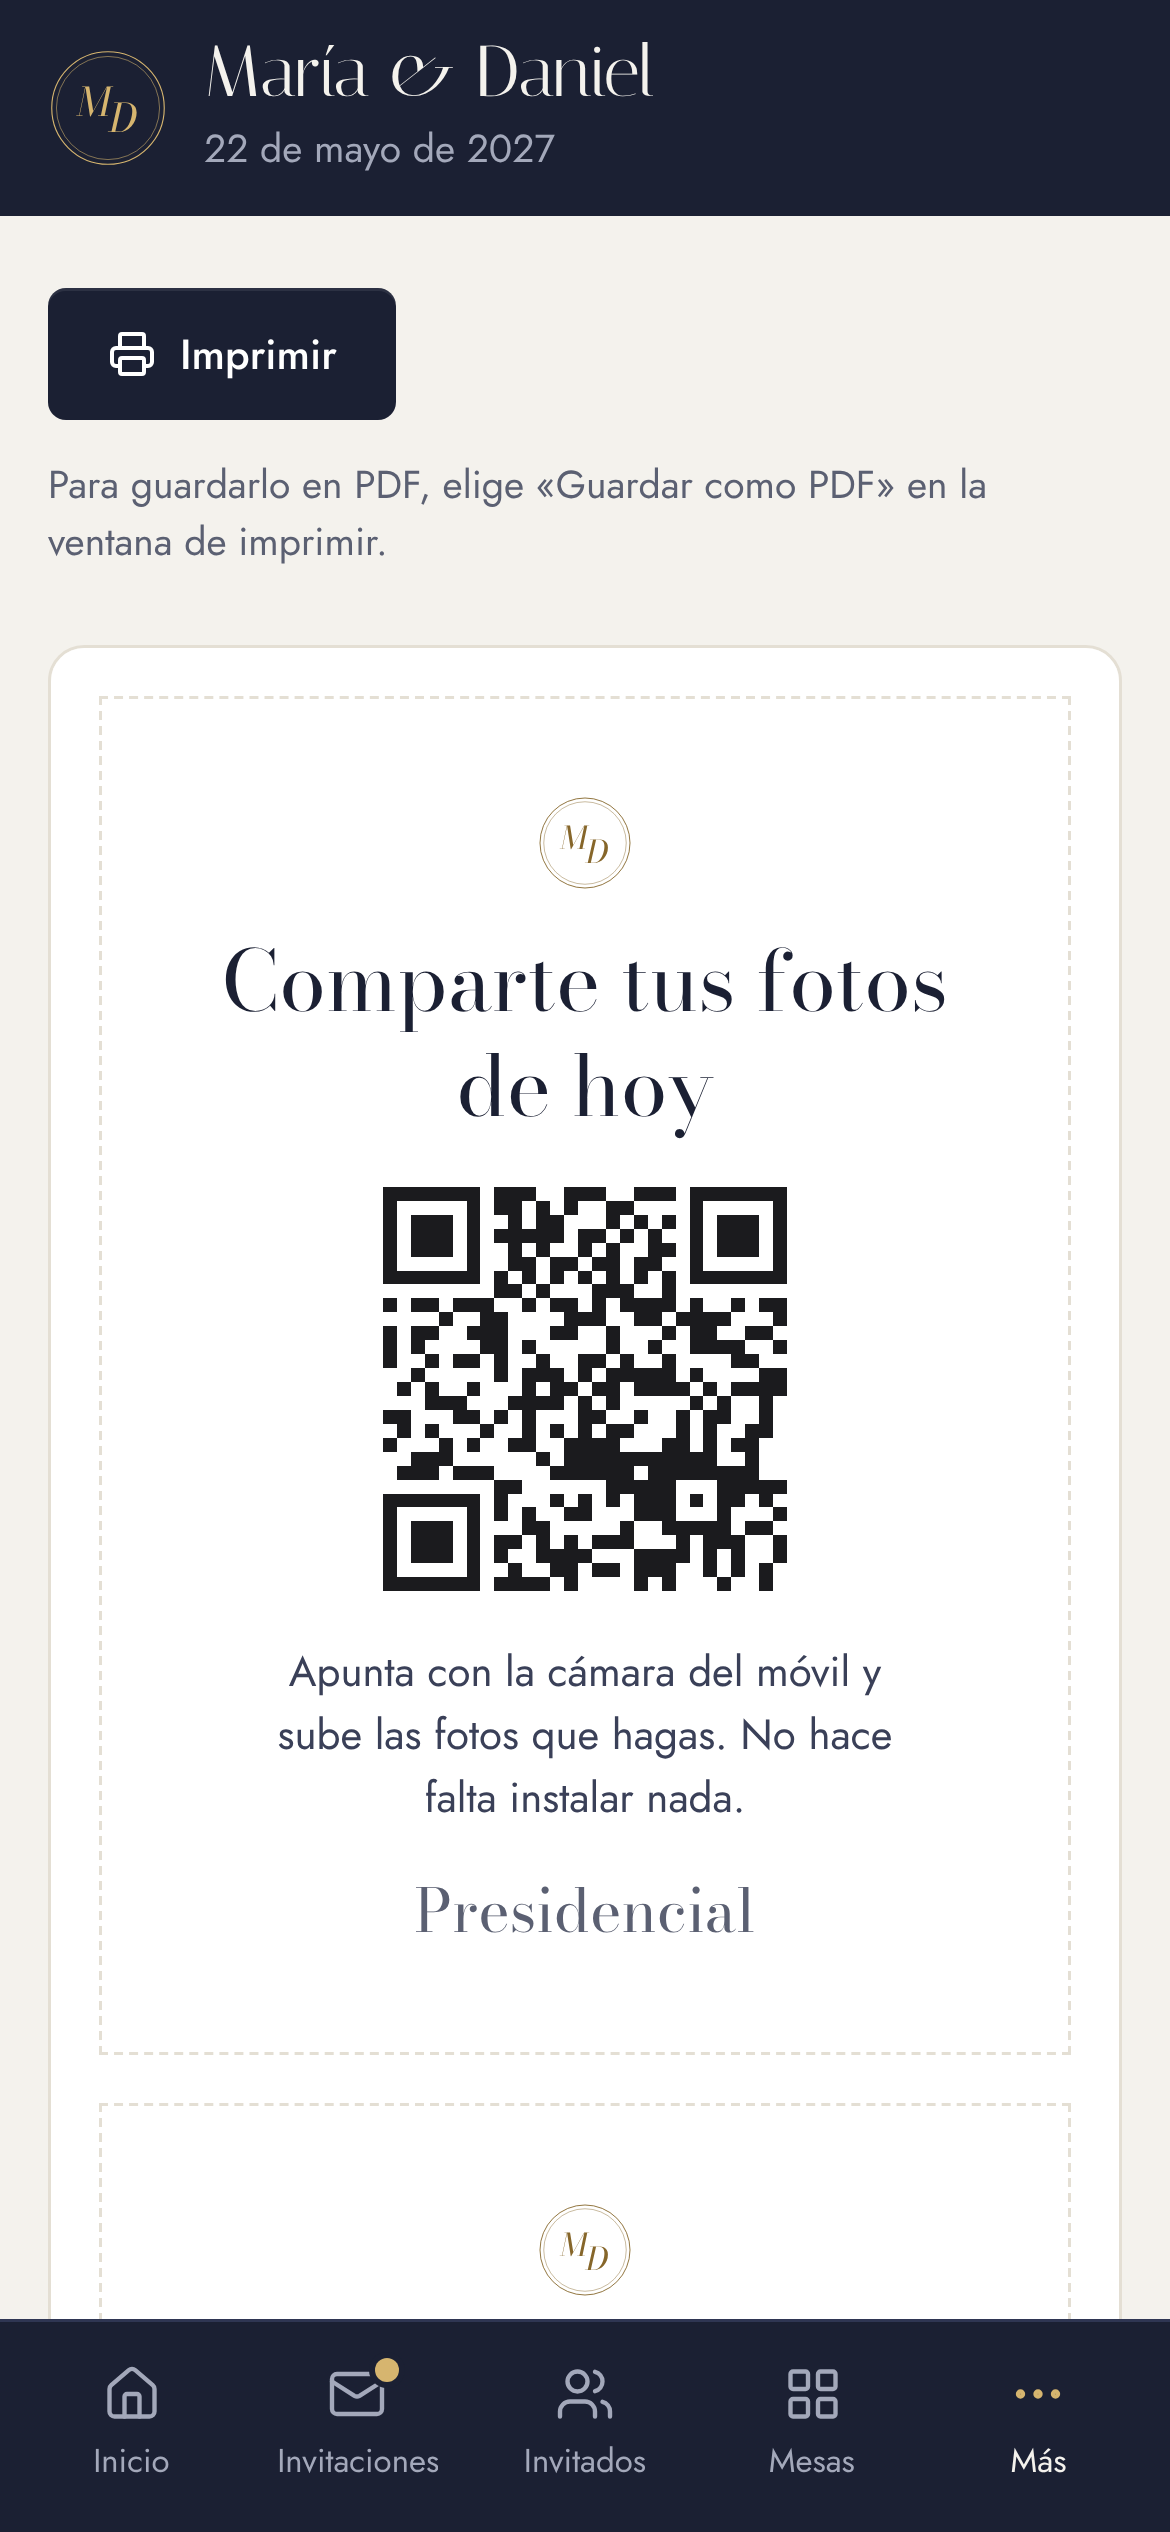 MD
María & Daniel
22 de mayo de 2027
Imprimir
Para guardarlo en PDF, elige «Guardar como PDF» en la
ventana de imprimir.
MD
Comparte tus fotos
de hoy
Apunta con la cámara del móvil y
sube las fotos que hagas. No hace
falta instalar nada.
Presidencial
MD
Inicio
Invitaciones
Invitados
Mesas
Más